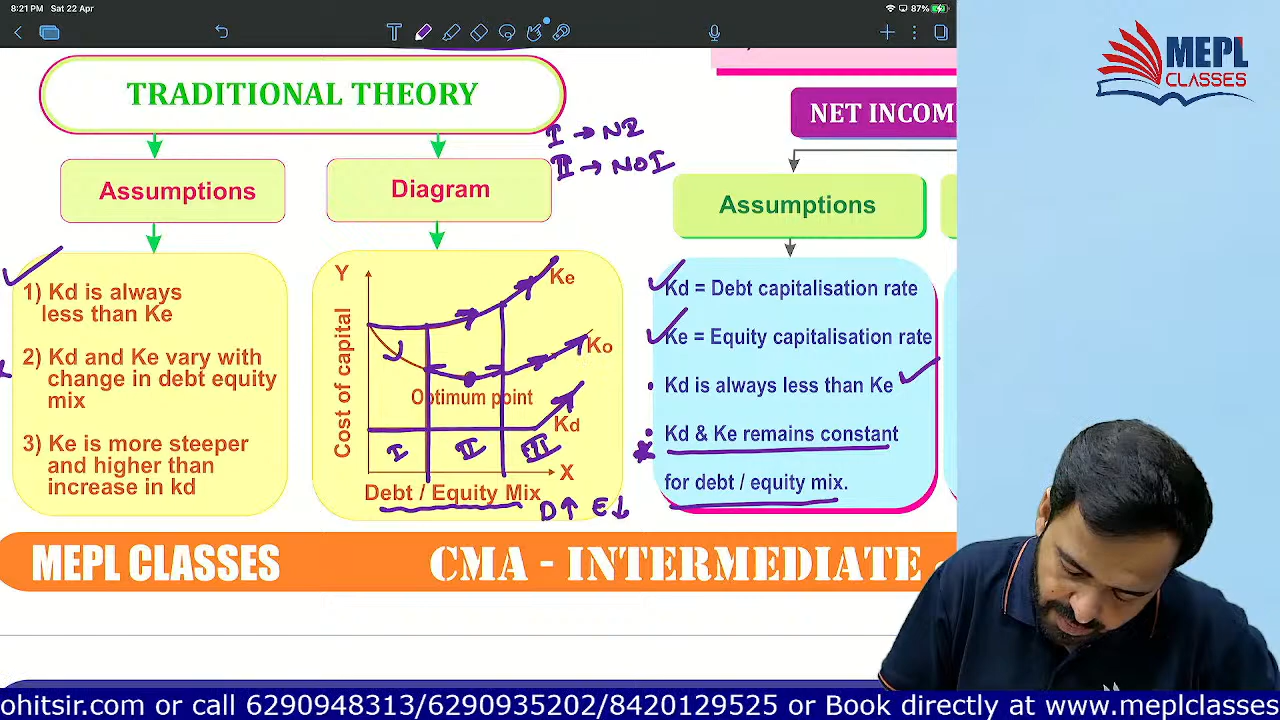 8:21 PM Sat 22 Apr
87%
MEPL
CLASSES
TRADITIONAL THEORY
I → NI
II → NOI
Assumptions
Diagram
1) Kd is always
less than Ke
2) Kd and Ke vary with
change in debt equity
mix
3) Ke is more steeper
and higher than
increase in kd
Y
Cost of capital
Ke
Ko
Optimum point
Kd
I II III
X
Debt / Equity Mix
D↑ E↓
NET INCOM
Assumptions
Kd = Debt capitalisation rate
Ke = Equity capitalisation rate
Kd is always less than Ke
Kd & Ke remains constant
for debt / equity mix.
MEPL CLASSES CMA - INTERMEDIATE
ohitsir.com or call 6290948313/6290935202/8420129525 or Book directly at www.meplclasses